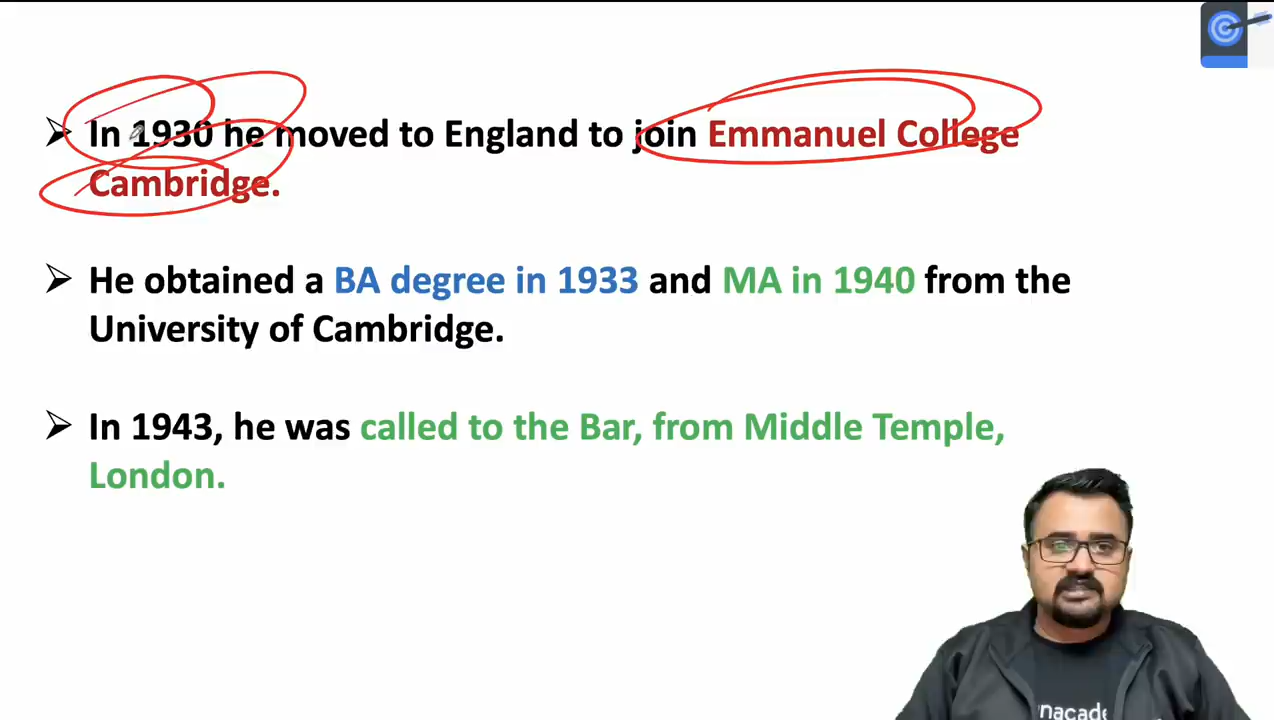 ➢ In 1930 he moved to England to join Emmanuel College
Cambridge.
➢ He obtained a BA degree in 1933 and MA in 1940 from the
University of Cambridge.
➢ In 1943, he was called to the Bar, from Middle Temple,
London.